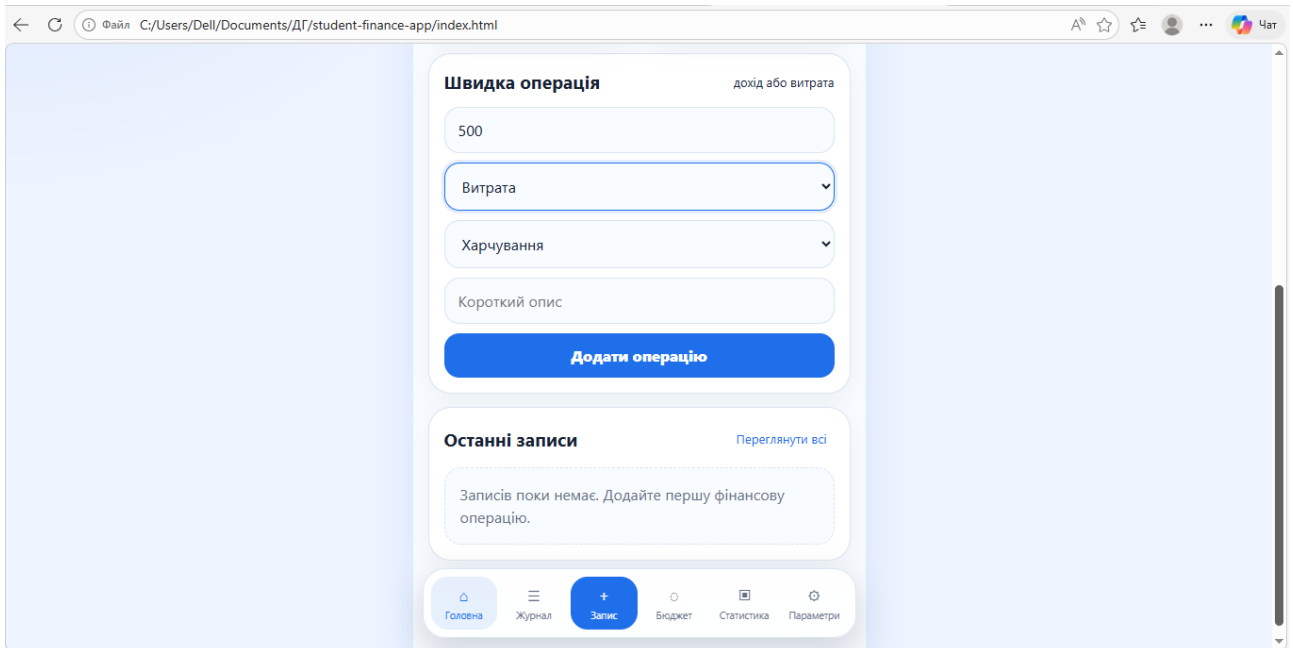 Файл C:/Users/Dell/Documents/ДГ/student-finance-app/index.html
Чат
Швидка операція дохід або витрата
500
Витрата
Харчування
Короткий опис
Додати операцію
Останні записи Переглянути всі
Записів поки немає. Додайте першу фінансову
операцію.
Головна Журнал Запис Бюджет Статистика Параметри